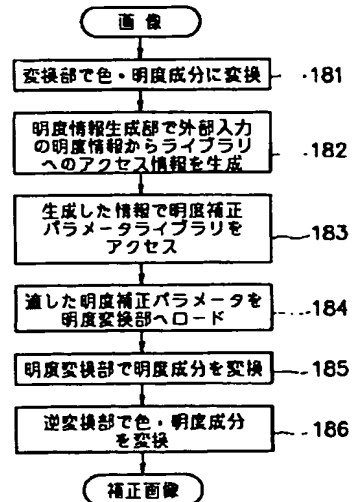 画像
変換部で色・明度成分に変換
181
明度情報生成部で外部入力
の明度情報からライブラリ
へのアクセス情報を生成
182
生成した情報で明度補正
パラメータライブラリを
アクセス
183
適した明度補正パラメータを
明度変換部へロード
184
明度変換部で明度成分を変換
185
逆変換部で色・明度成分
を変換
186
補正画像